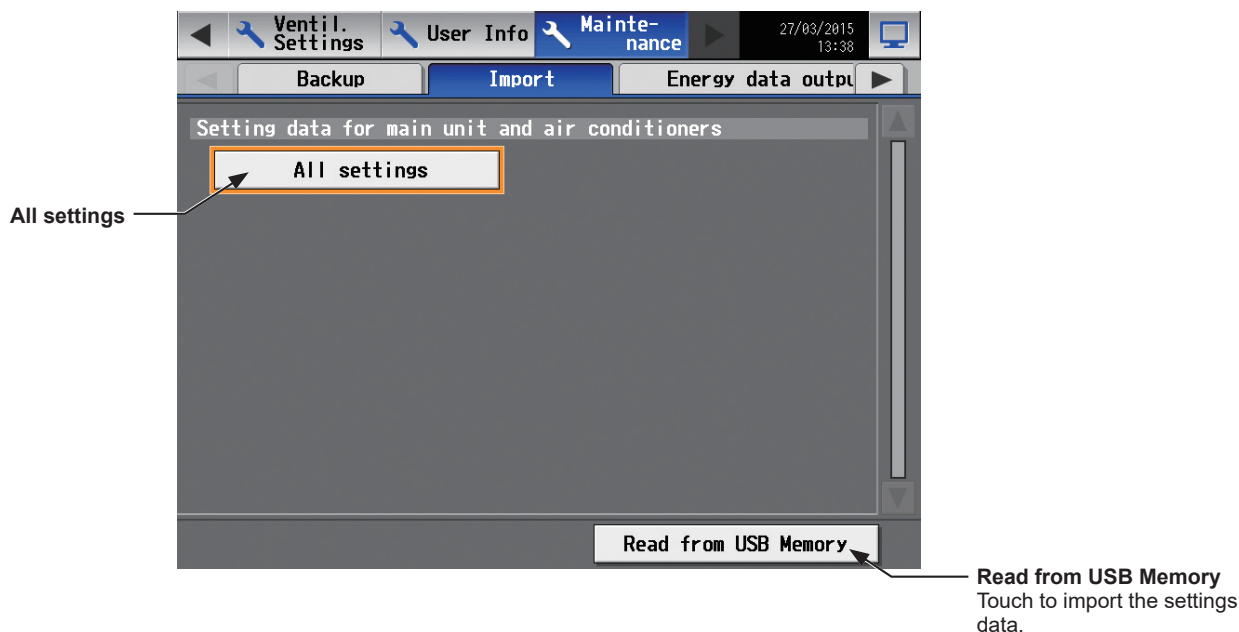 Ventil.
Settings
User Info
Mainte-
nance
27/03/2015
13:38
Backup
Import
Energy data outpu
Setting data for main unit and air conditioners
All settings
All settings
Read from USB Memory
Read from USB Memory
Touch to import the settings
data.